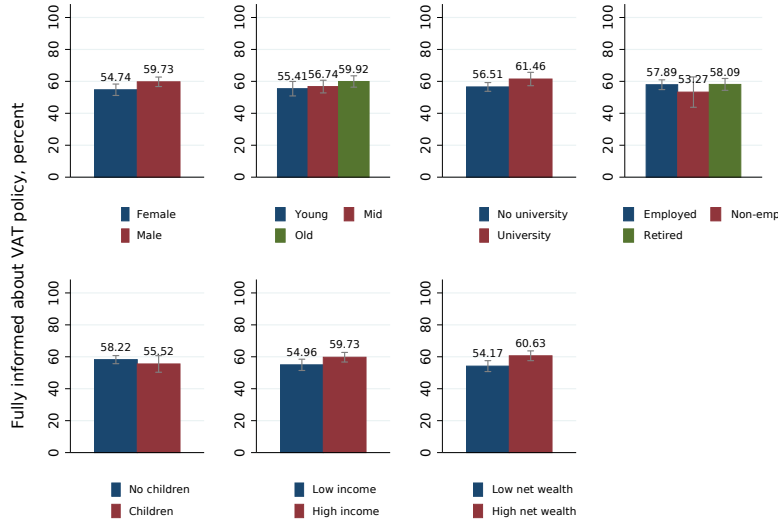 Fully informed about VAT policy, percent
0 20 40 60 80 100
54.74 59.73
Female
Male
0 20 40 60 80 100
55.41 56.74 59.92
Young Mid
Old
0 20 40 60 80 100
56.51 61.46
No university
University
0 20 40 60 80 100
57.89 53.27 58.09
Employed Non-emp
Retired
0 20 40 60 80 100
58.22 55.52
No children
Children
0 20 40 60 80 100
54.96 59.73
Low income
High income
0 20 40 60 80 100
54.17 60.63
Low net wealth
High net wealth